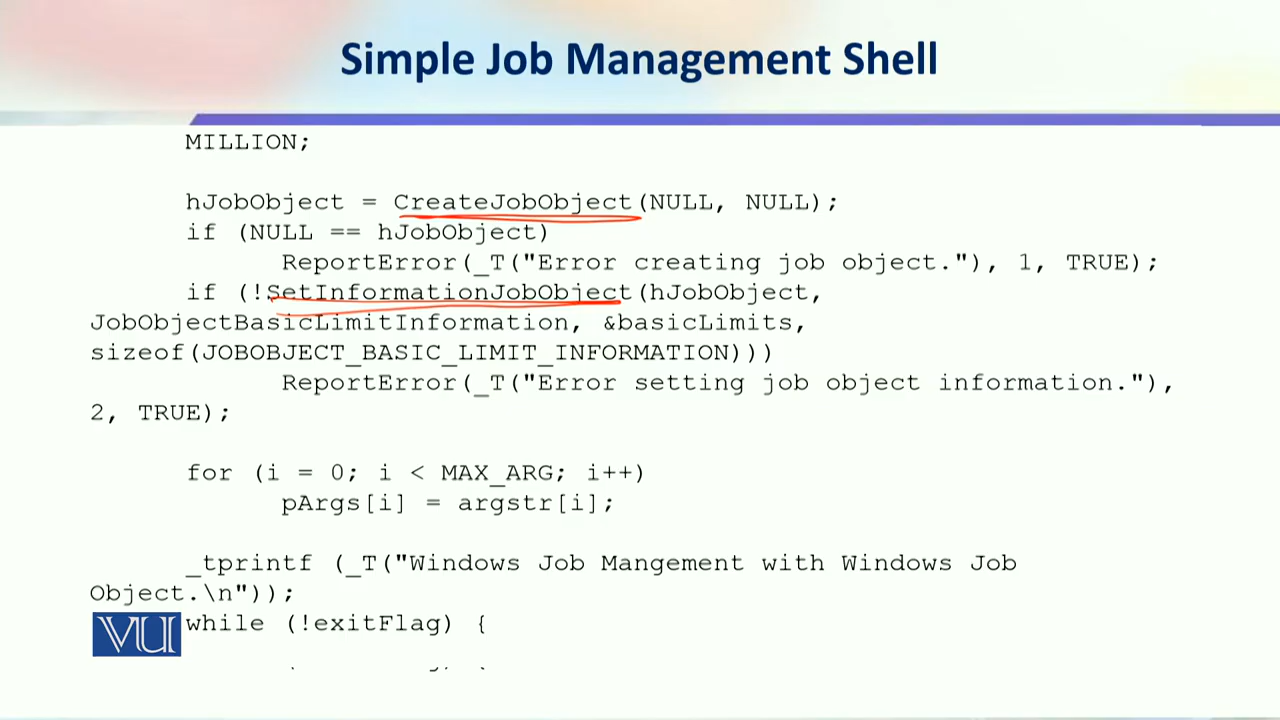 Simple Job Management Shell
MILLION;
hJobObject = CreateJobObject(NULL, NULL);
if (NULL == hJobObject)
ReportError(_T("Error creating job object."), 1, TRUE);
if (!SetInformationJobObject(hJobObject,
JobObjectBasicLimitInformation, &basicLimits,
sizeof(JOBOBJECT_BASIC_LIMIT_INFORMATION)))
ReportError(_T("Error setting job object information."),
2, TRUE);
for (i = 0; i < MAX_ARG; i++)
pArgs[i] = argstr[i];
_tprintf (_T("Windows Job Mangement with Windows Job
Object.\n"));
VU
while (!exitFlag) {